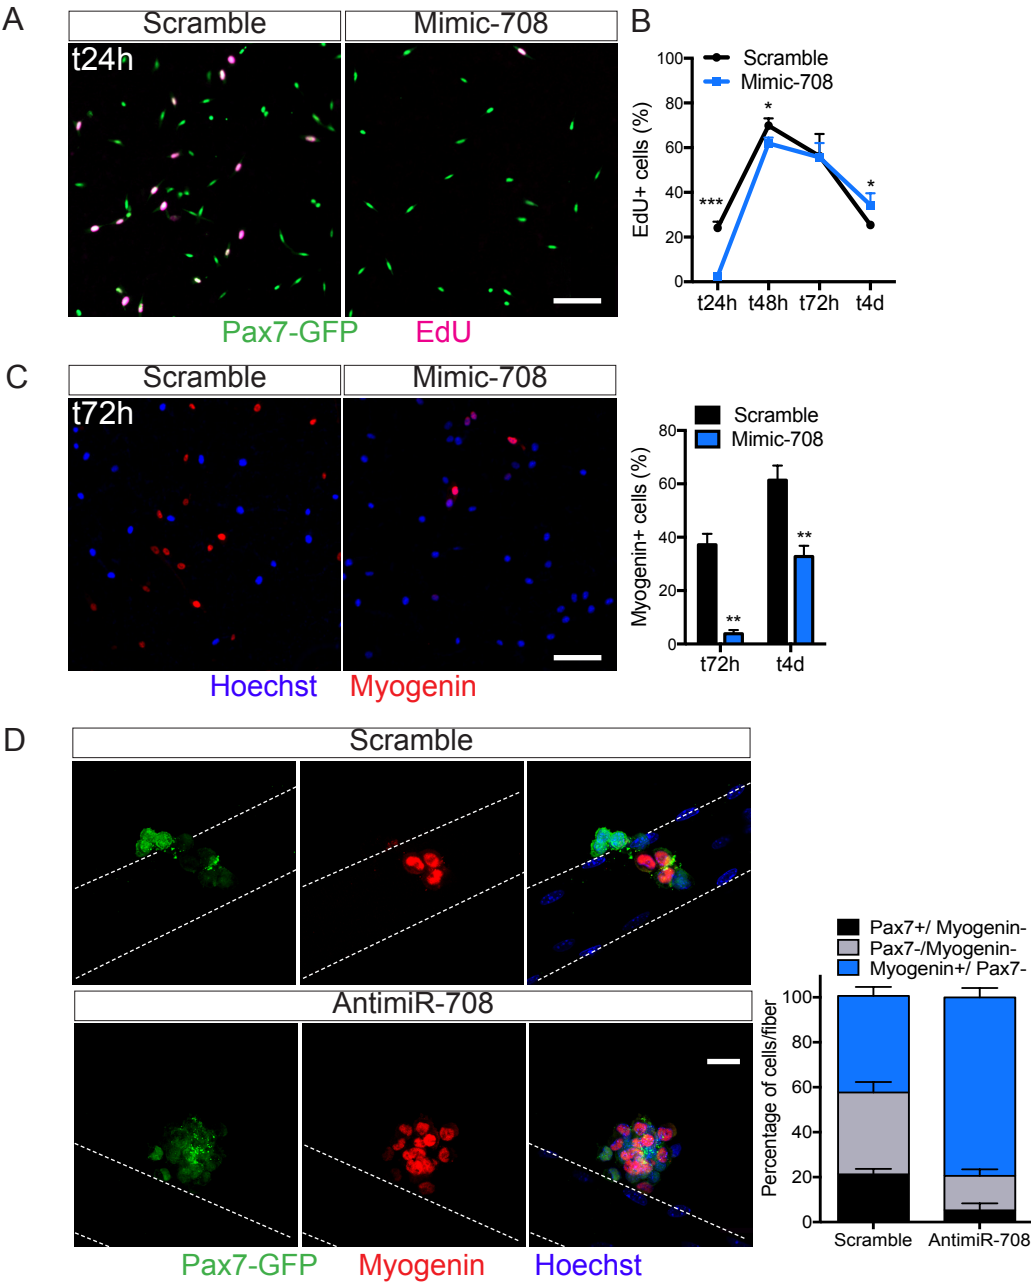 A
Scramble
Mimic-708
t24h
Pax7-GFP
EdU
B
Scramble
Mimic-708
EdU+ cells (%)
100
80
60
40
20
0
***
*
*
t24h
t48h
t72h
t4d
C
Scramble
Mimic-708
t72h
Hoechst
Myogenin
Scramble
Mimic-708
Myogenin+ cells (%)
80
60
40
20
0
**
**
t72h
t4d
D
Scramble
AntimiR-708
Pax7-GFP
Myogenin
Hoechst
Pax7+/ Myogenin-
Pax7-/Myogenin-
Myogenin+/ Pax7-
Percentage of cells/fiber
100
80
60
40
20
0
Scramble
AntimiR-708